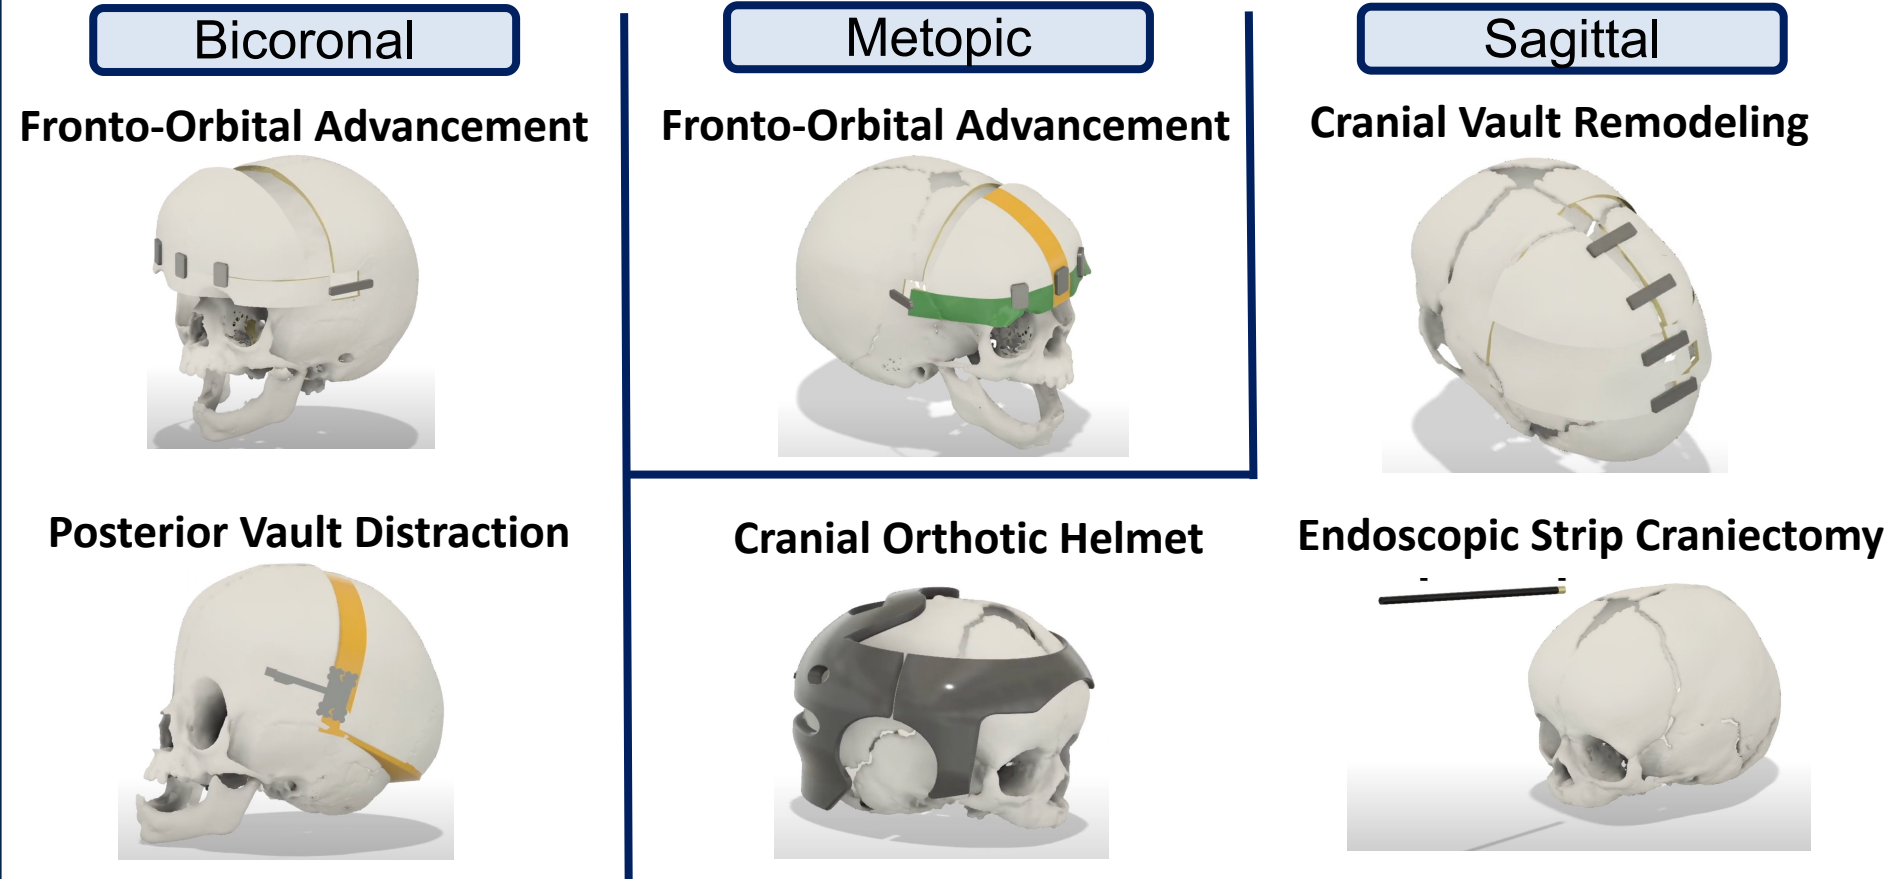 Bicoronal
Metopic
Sagittal
Fronto-Orbital Advancement
Fronto-Orbital Advancement
Cranial Vault Remodeling
Posterior Vault Distraction
Cranial Orthotic Helmet
Endoscopic Strip Craniectomy